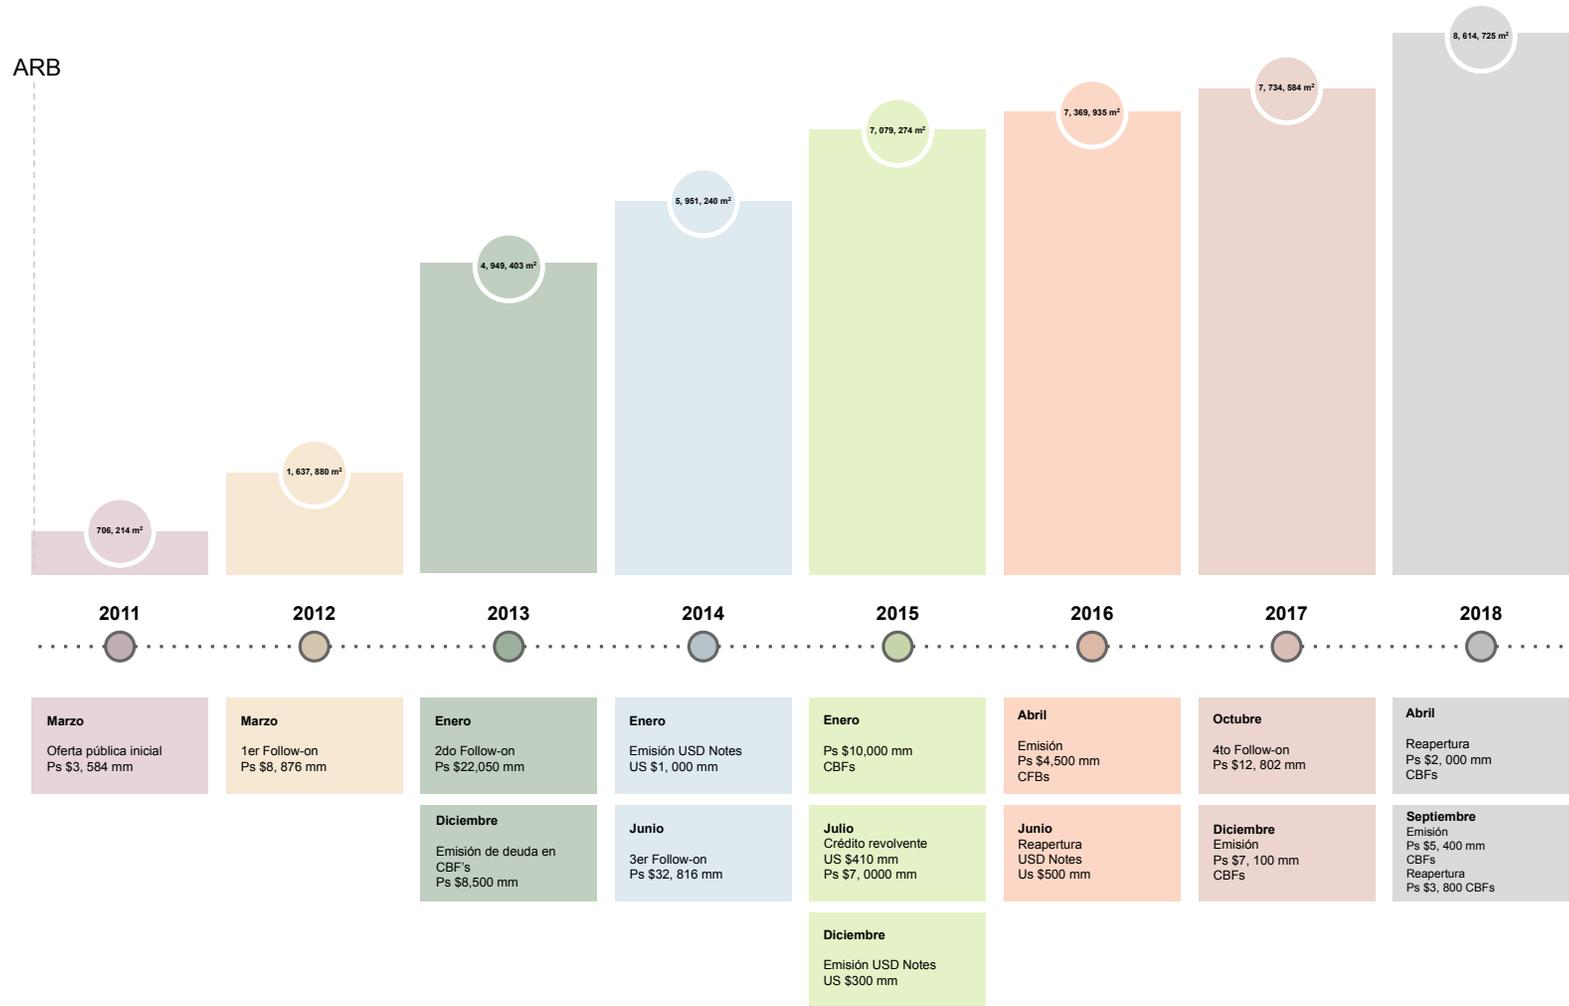 ARB
706, 214 m²
1, 637, 880 m²
4, 949, 403 m²
5, 951, 240 m²
7, 079, 274 m²
7, 369, 935 m²
7, 734, 584 m²
8, 614, 725 m²
2011
2012
2013
2014
2015
2016
2017
2018
Marzo
Oferta pública inicial
Ps $3, 584 mm
Marzo
1er Follow-on
Ps $8, 876 mm
Enero
2do Follow-on
Ps $22,050 mm
Diciembre
Emisión de deuda en
CBF's
Ps $8,500 mm
Enero
Emisión USD Notes
US $1, 000 mm
Junio
3er Follow-on
Ps $32, 816 mm
Enero
Ps $10,000 mm
CBFs
Julio
Crédito revolvente
US $410 mm
Ps $7, 0000 mm
Diciembre
Emisión USD Notes
US $300 mm
Abril
Emisión
Ps $4,500 mm
CFBs
Junio
Reapertura
USD Notes
Us $500 mm
Octubre
4to Follow-on
Ps $12, 802 mm
Diciembre
Emisión
Ps $7, 100 mm
CBFs
Abril
Reapertura
Ps $2, 000 mm
CBFs
Septiembre
Emisión
Ps $5, 400 mm
CBFs
Reapertura
Ps $3, 800 CBFs